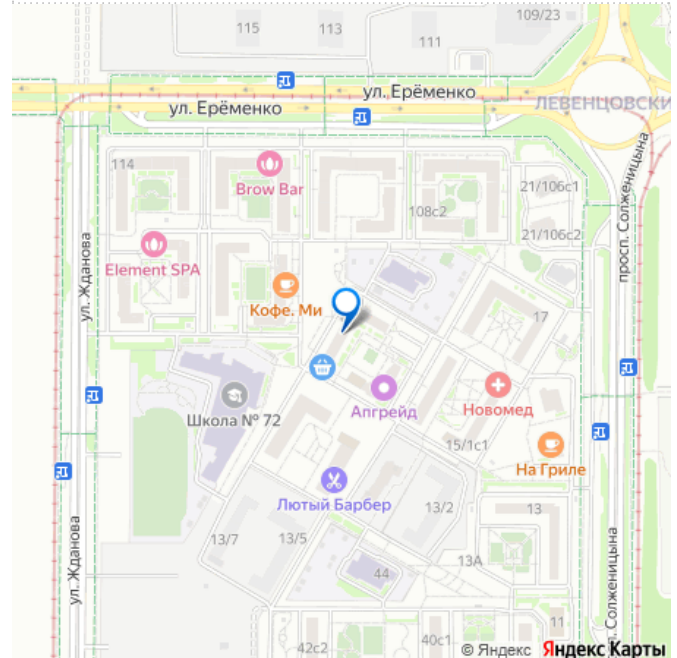 109/23
115
113
111
ул. Ерёменко
ул. Ерёменко
ЛЕВЕНЦОВСКИ
114
Brow Bar
108с2
21/106с1
21/106с2
просп. Солженицына
ул. Жданова
Element SPA
Кофе. Ми
17
Школа № 72
Апгрейд
Новомед
15/1с1
На Гриле
Лютый Барбер
13/2
13
13/7
13/5
13А
44
ул. Жданова
. Солженицына
11
42с2
40с1
© Яндекс Яндекс Карты